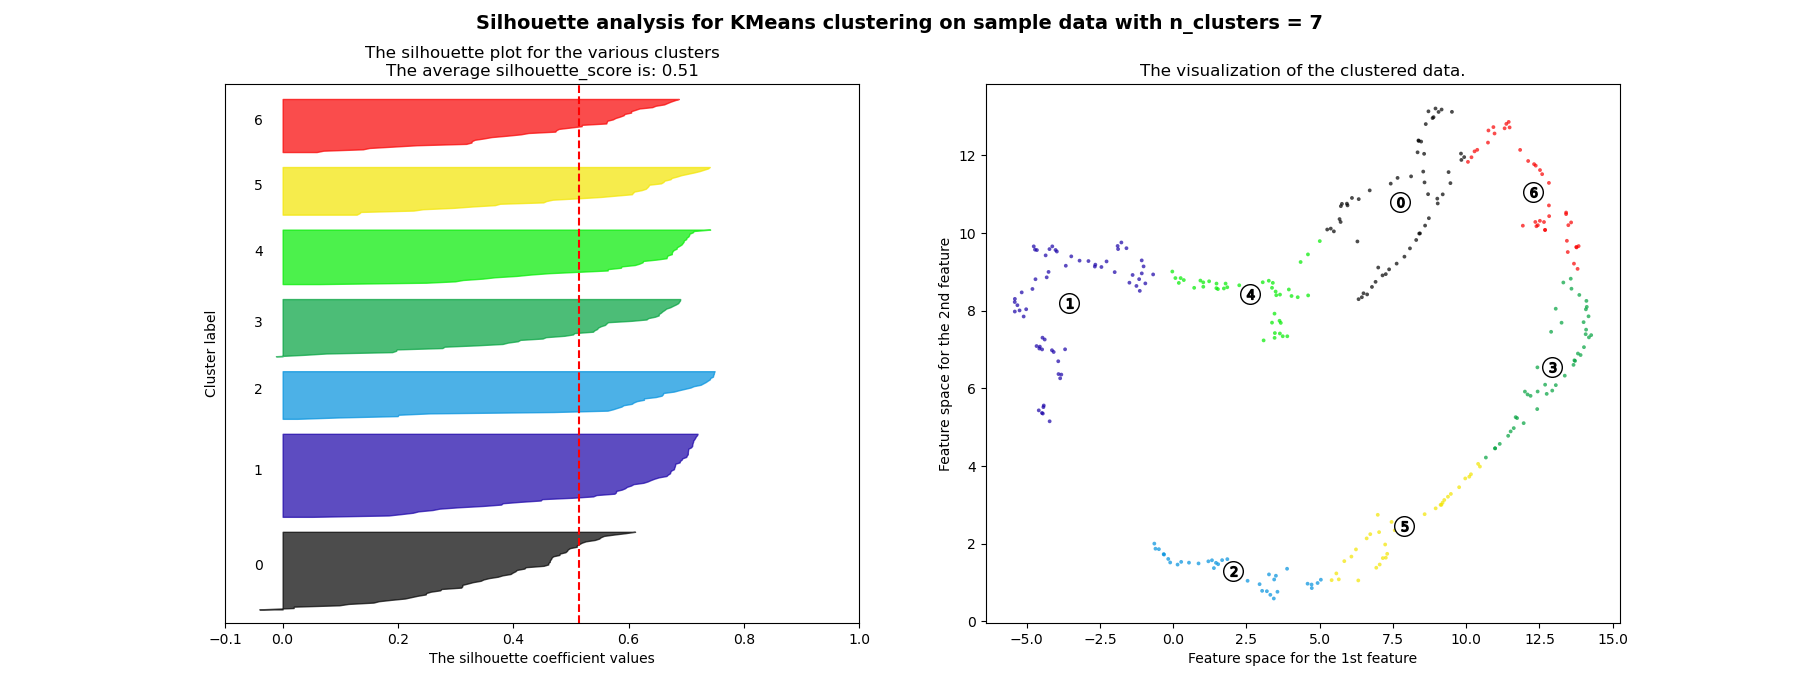 Silhouette analysis for KMeans clustering on sample data with n_clusters = 7
The silhouette plot for the various clusters
The average silhouette_score is: 0.51
6
5
4
3
2
1
0
Cluster label
−0.1 0.0 0.2 0.4 0.6 0.8 1.0
The silhouette coefficient values
The visualization of the clustered data.
12
10
8
6
4
2
0
Feature space for the 2nd feature
0
6
1
4
3
5
2
−5.0 −2.5 0.0 2.5 5.0 7.5 10.0 12.5 15.0
Feature space for the 1st feature